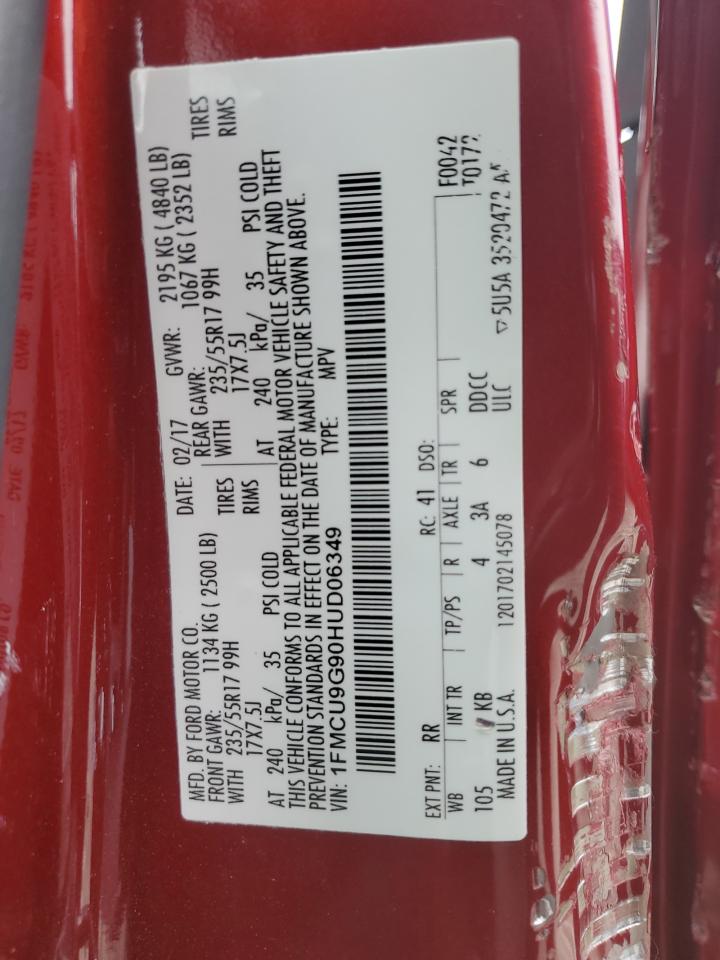 MFD. BY FORD MOTOR CO.
DATE: 02/17 GVWR: 2195 KG ( 4840 LB)
FRONT GAWR: 1134 KG ( 2500 LB) REAR GAWR: 1067 KG ( 2352 LB)
WITH 235/55R17 99H TIRES WITH 235/55R17 99H TIRES
17X7.5J RIMS 17X7.5J RIMS
AT 240 kPa/ 35 PSI COLD AT 240 kPa/ 35 PSI COLD
THIS VEHICLE CONFORMS TO ALL APPLICABLE FEDERAL MOTOR VEHICLE SAFETY AND THEFT
PREVENTION STANDARDS IN EFFECT ON THE DATE OF MANUFACTURE SHOWN ABOVE.
VIN: 1FMCU9G90HUD06349 TYPE: MPV
EXT PNT: RR RC: 41 DSO: F0042
WB INT TR TP/PS R AXLE TR SPR T0172
105 KB 4 3A 6 DDCC
MADE IN U.S.A. 1201702145078 ULC
▽5U5A 3520472 A